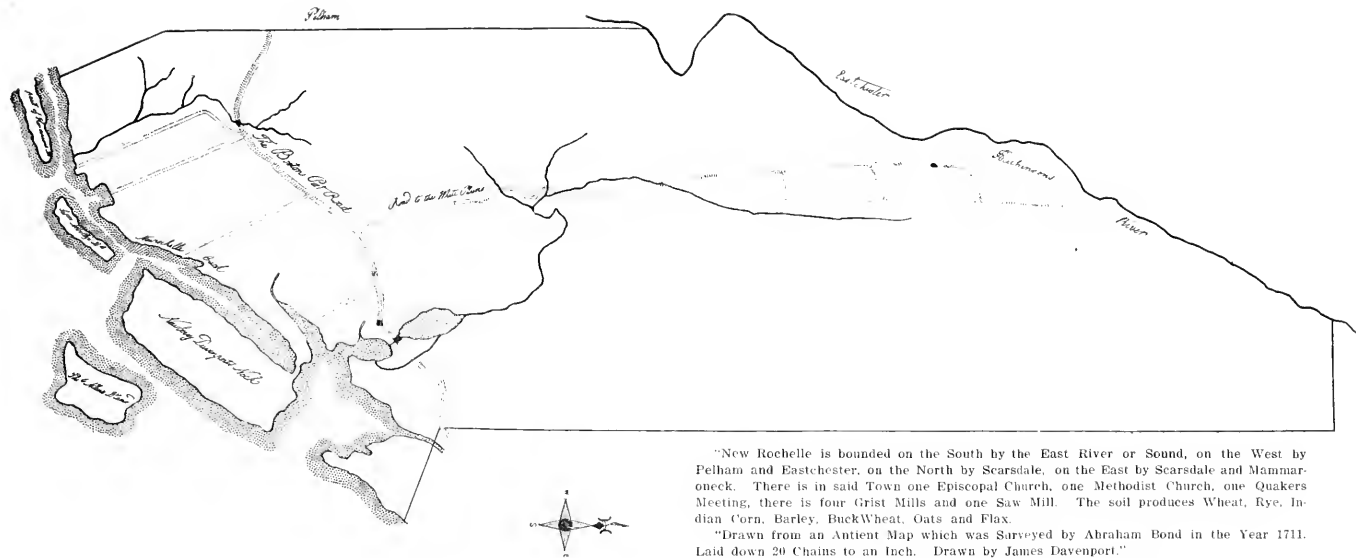 Pelham
Eastchester
Hutchinsons
River
The Boston Post Road
Road to the White Plains
Newrochelle
Davenports Neck
"New Rochelle is bounded on the South by the East River or Sound, on the West by
Pelham and Eastchester, on the North by Scarsdale, on the East by Scarsdale and Mammar-
oneck. There is in said Town one Episcopal Church, one Methodist Church, one Quakers
Meeting, there is four Grist Mills and one Saw Mill. The soil produces Wheat, Rye, In-
dian Corn, Barley, BuckWheat, Oats and Flax.
"Drawn from an Antient Map which was Surveyed by Abraham Bond in the Year 1711.
Laid down 20 Chains to an Inch. Drawn by James Davenport."